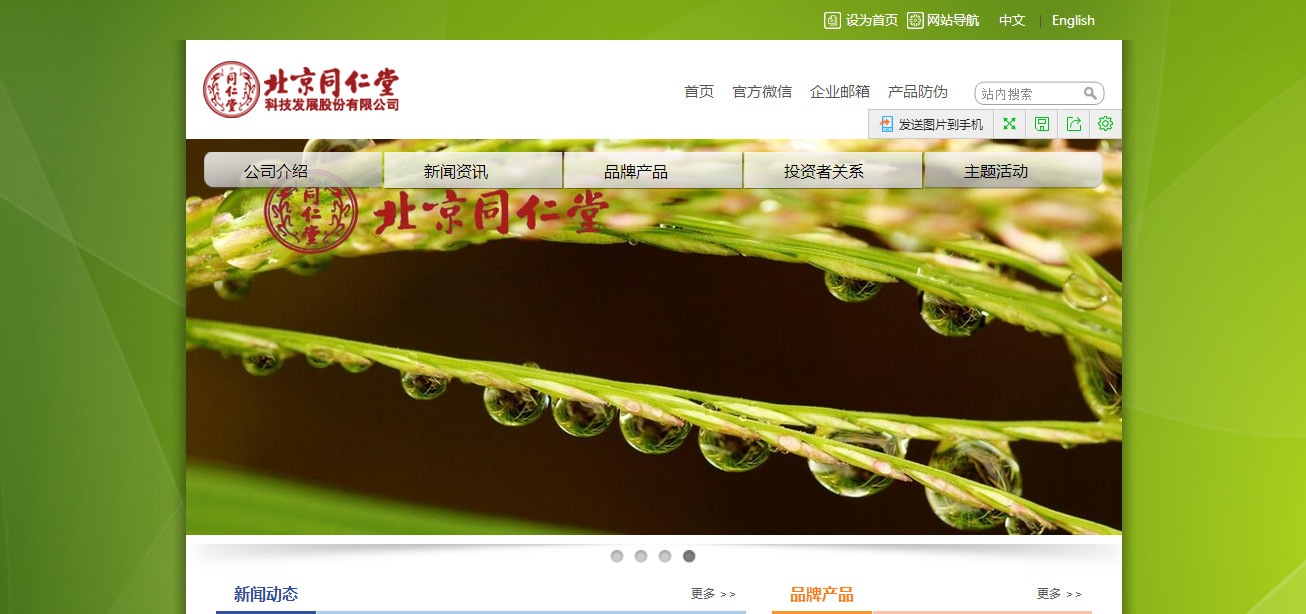 设为首页 网站导航 中文 | English
同仁堂 北京同仁堂
科技发展股份有限公司
首页 官方微信 企业邮箱 产品防伪 站内搜索
发送图片到手机
公司介绍 新闻资讯 品牌产品 投资者关系 主题活动
同仁堂 北京同仁堂
新闻动态 更多 >> 品牌产品 更多 >>